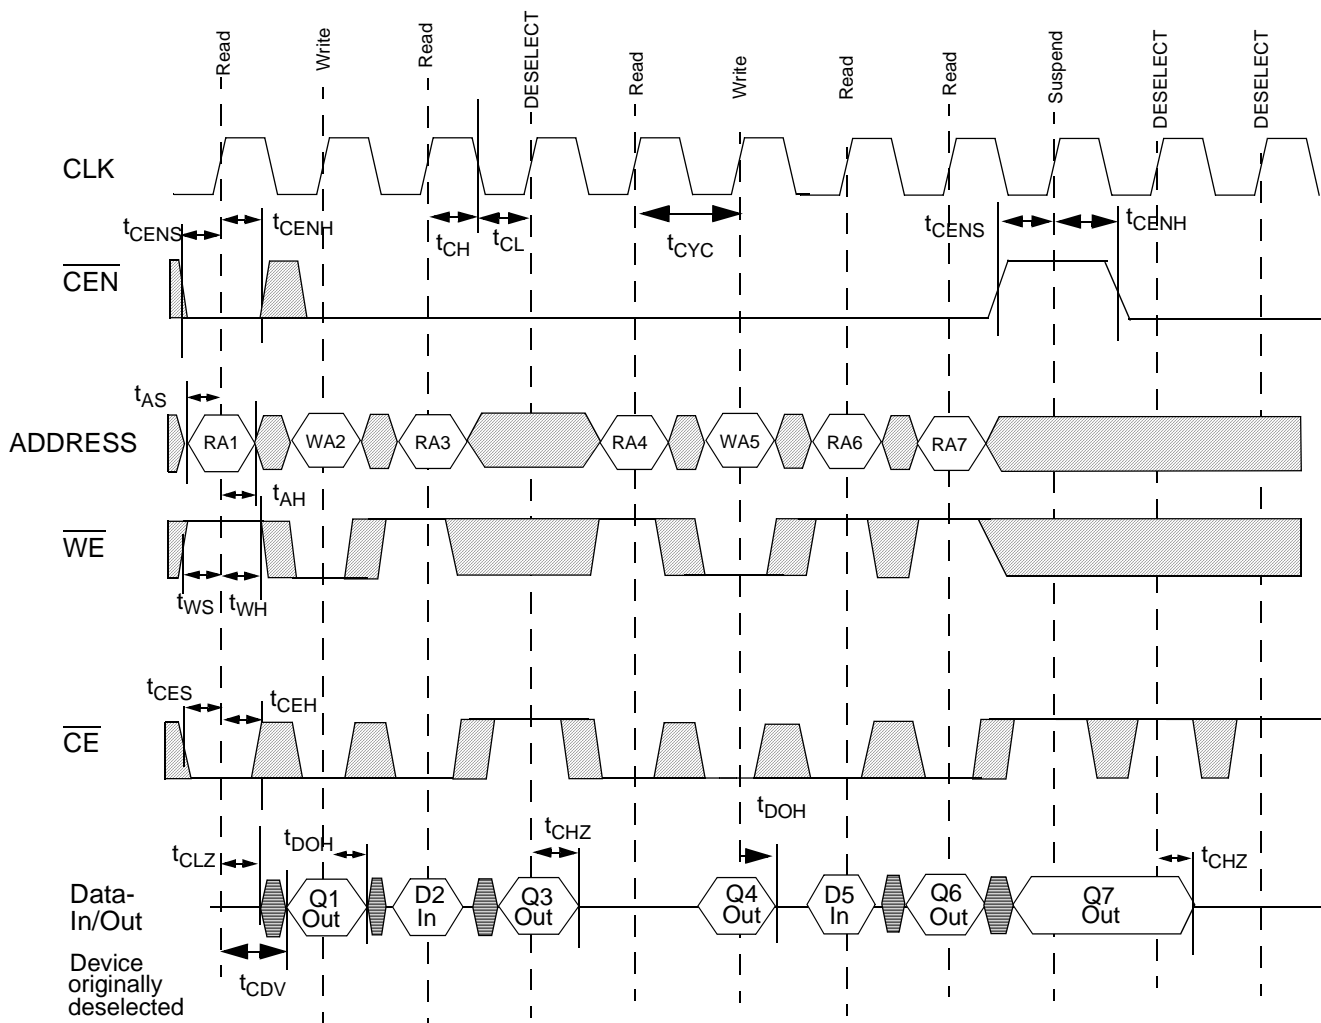 Read
Write
Read
DESELECT
Read
Write
Read
Read
Suspend
DESELECT
DESELECT
CLK
tCENS
tCENH
tCH
tCL
tCYC
tCENS
tCENH
CEN
tAS
ADDRESS
RA1
WA2
RA3
RA4
WA5
RA6
RA7
tAH
WE
tWS
tWH
tCES
tCEH
CE
tDOH
tCHZ
tDOH
tCLZ
tCHZ
Data-
In/Out
Q1
Out
D2
In
Q3
Out
Q4
Out
D5
In
Q6
Out
Q7
Out
tCDV
Device
originally
deselected